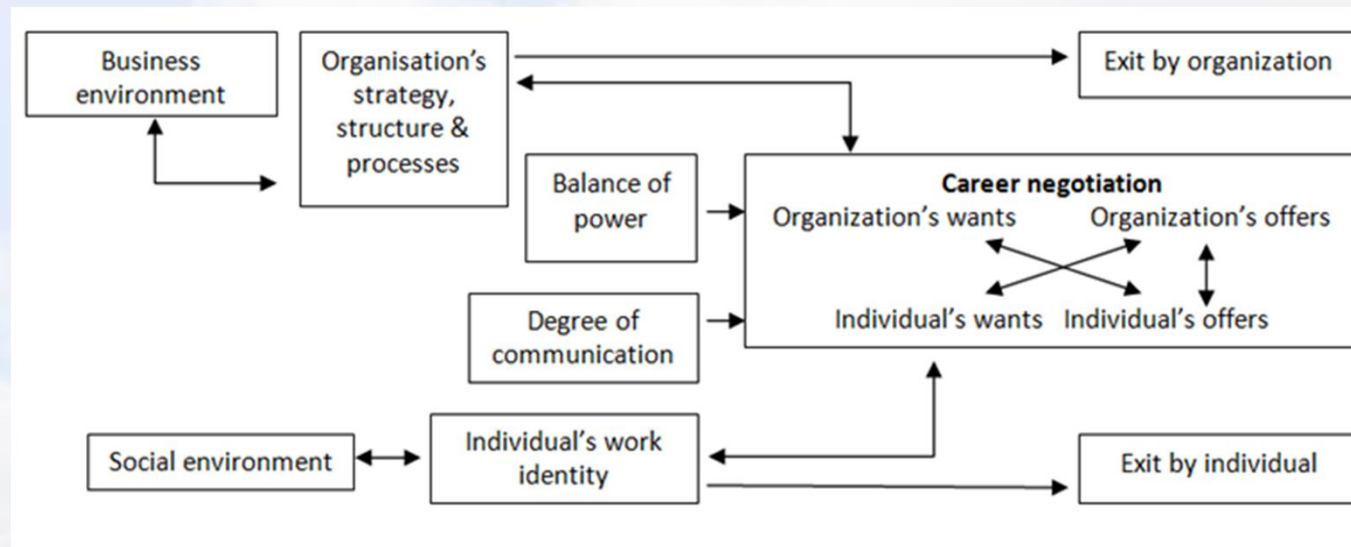 Business
environment
Organisation's
strategy,
structure &
processes
Exit by organization
Balance of
power
Career negotiation
Organization's wants
Organization's offers
Individual's wants
Individual's offers
Degree of
communication
Social environment
Individual's work
identity
Exit by individual